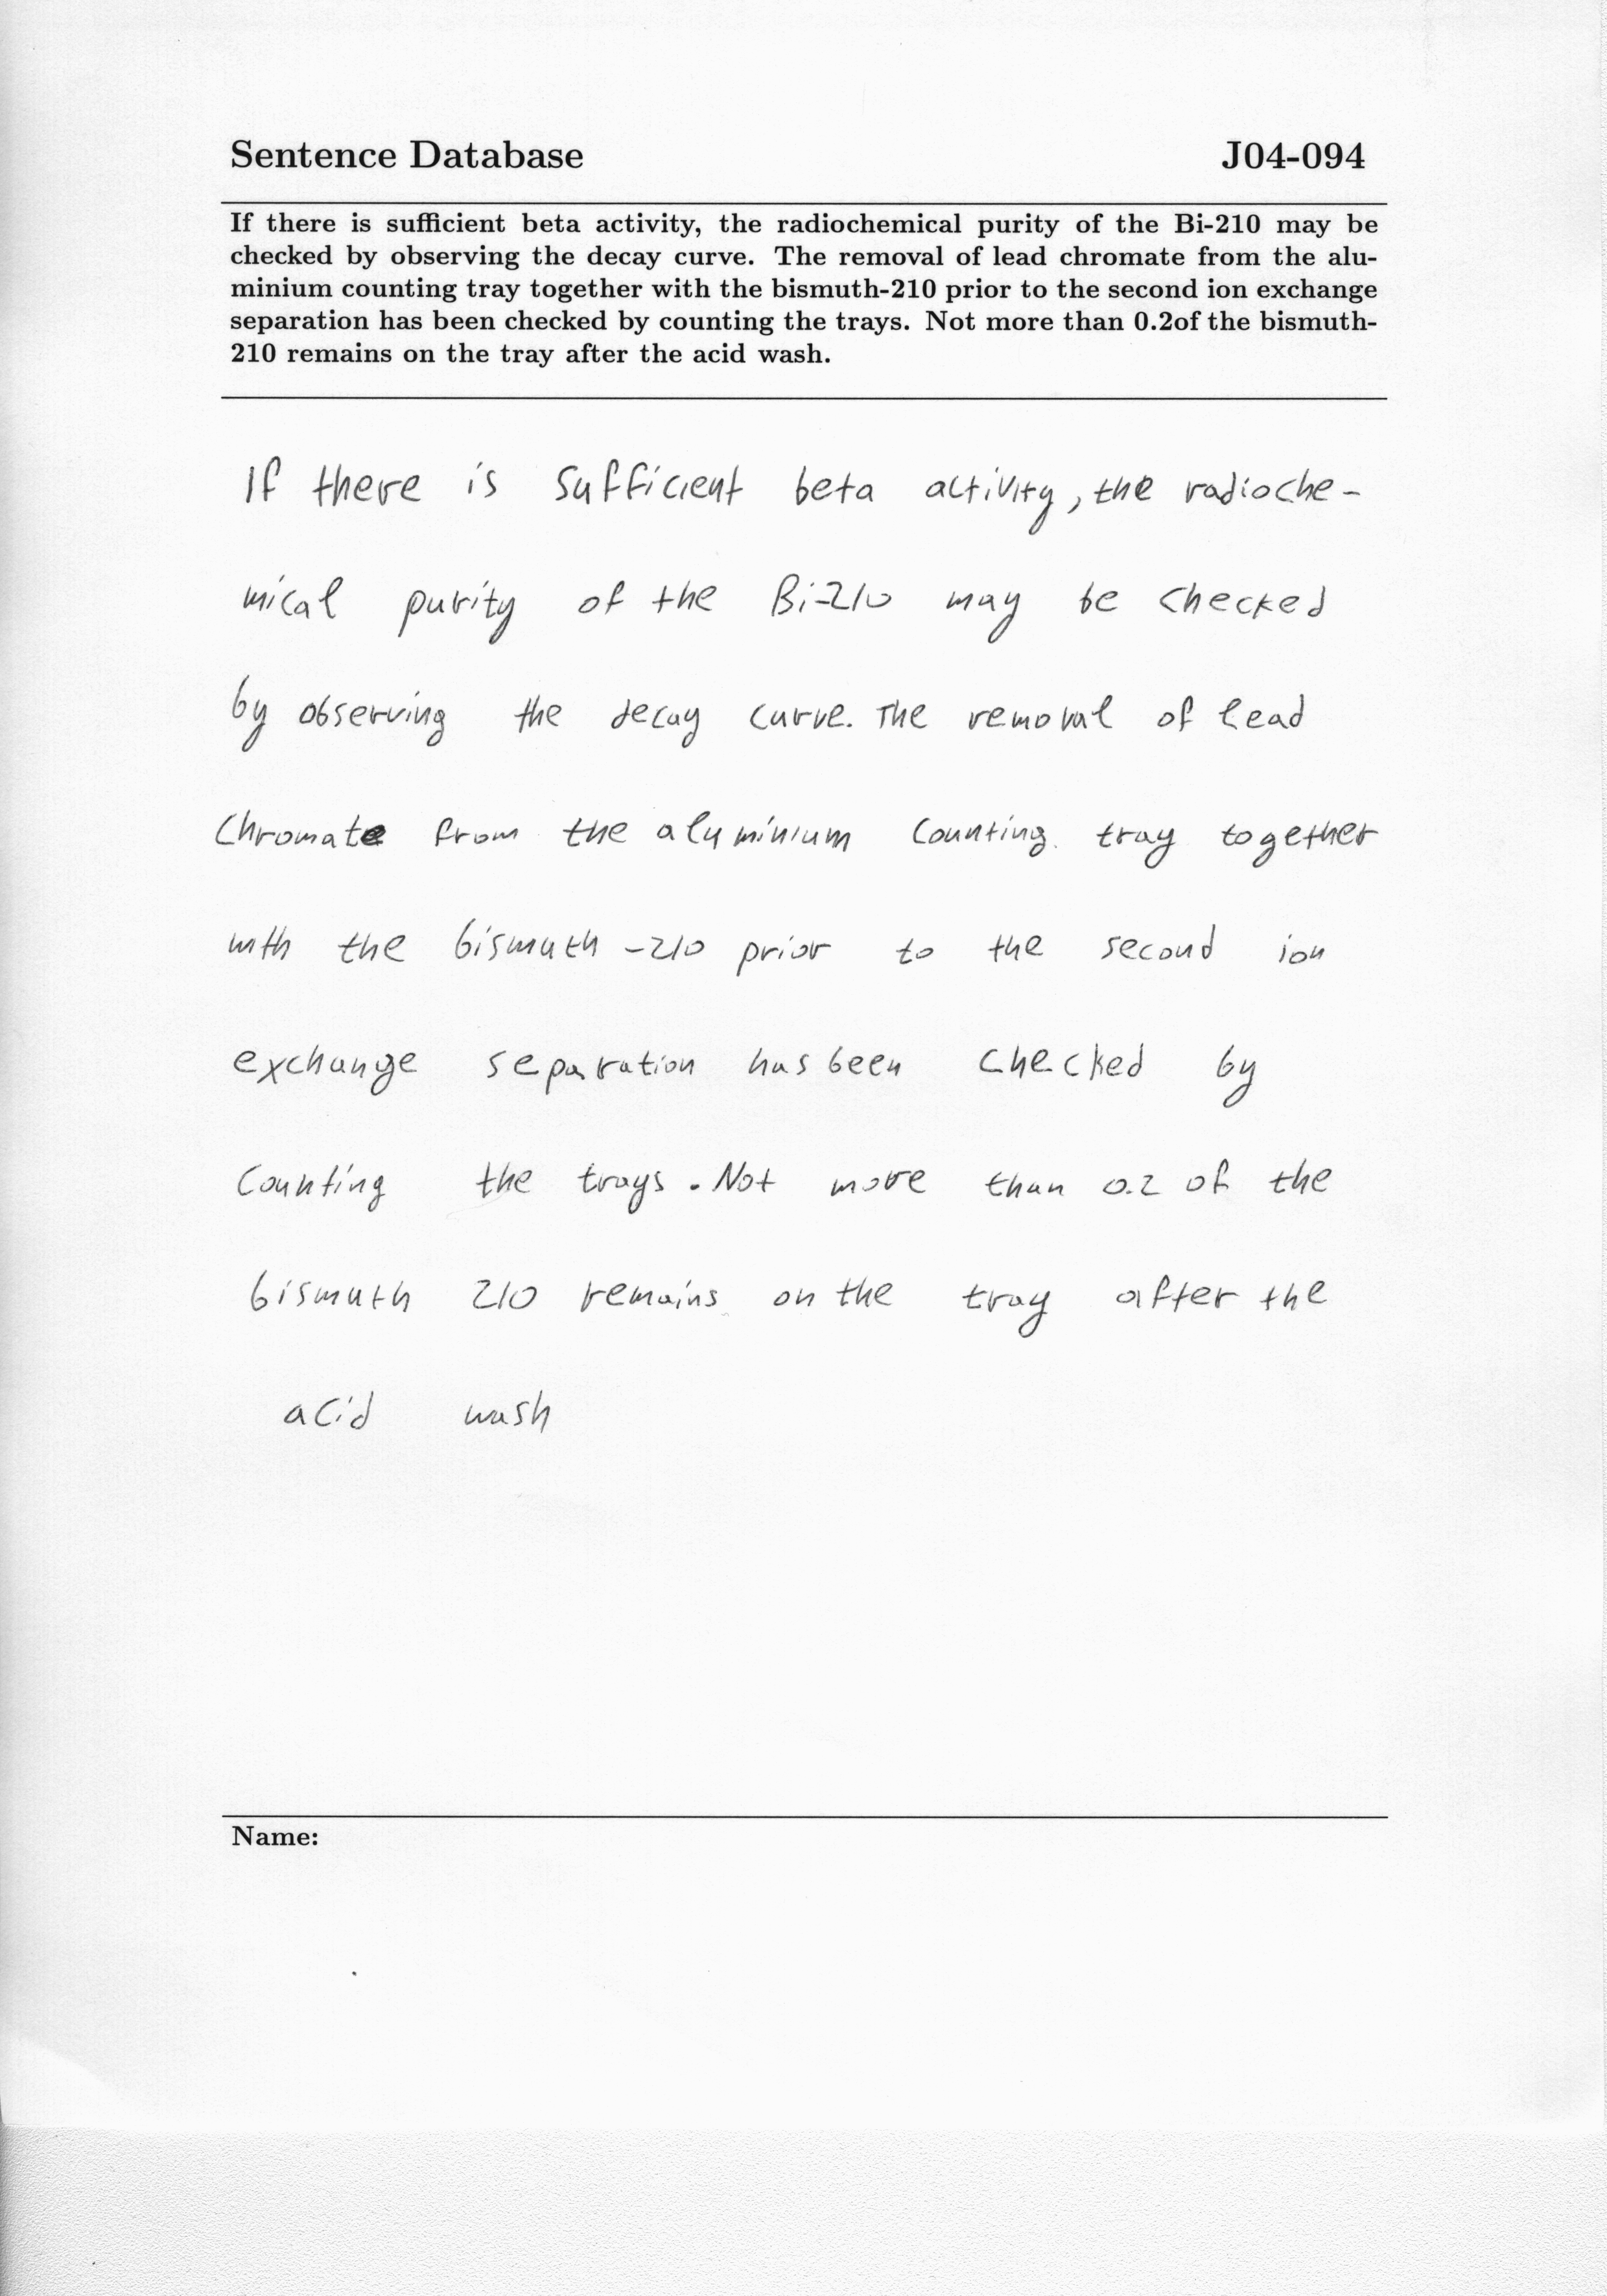 Sentence Database J04-094
If there is sufficient beta activity, the radiochemical purity of the Bi-210 may be
checked by observing the decay curve. The removal of lead chromate from the alu-
minium counting tray together with the bismuth-210 prior to the second ion exchange
separation has been checked by counting the trays. Not more than 0.2of the bismuth-
210 remains on the tray after the acid wash.
If there is sufficient beta activity, the radioche-
mical purity of the Bi-210 may be checked
by observing the decay curve. The removal of lead
chromate from the aluminium counting tray together
with the bismuth -210 prior to the second ion
exchange separation has been checked by
counting the trays. Not more than 0.2 of the
bismuth 210 remains on the tray after the
acid wash
Name: